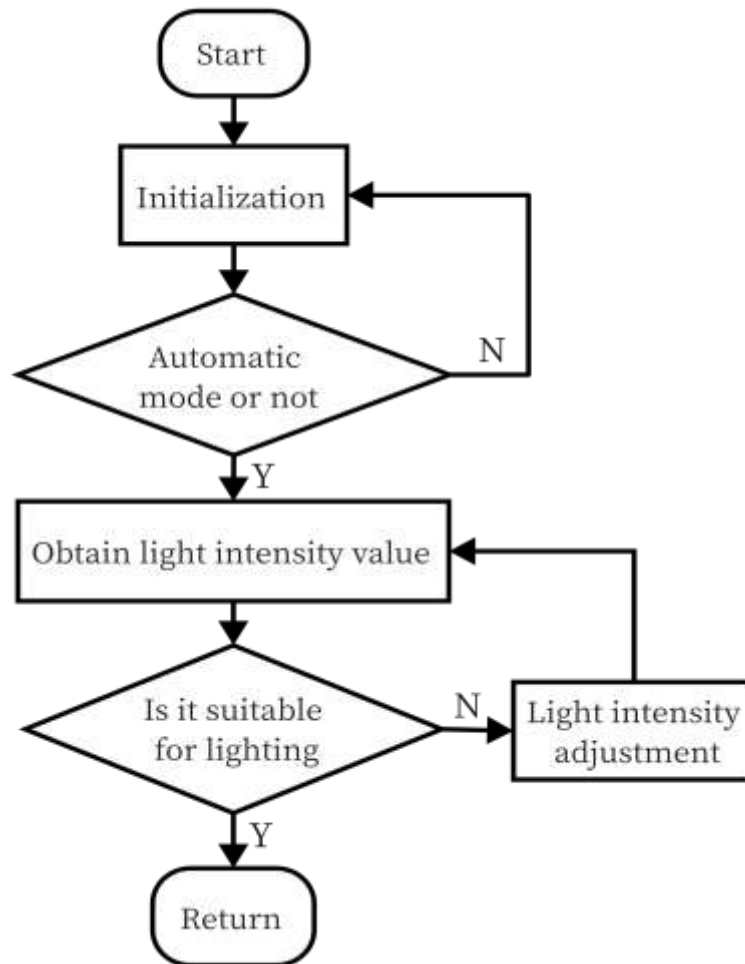 Start
Initialization
Automatic
mode or not
N
Y
Obtain light intensity value
Is it suitable
for lighting
N
Light intensity
adjustment
Y
Return